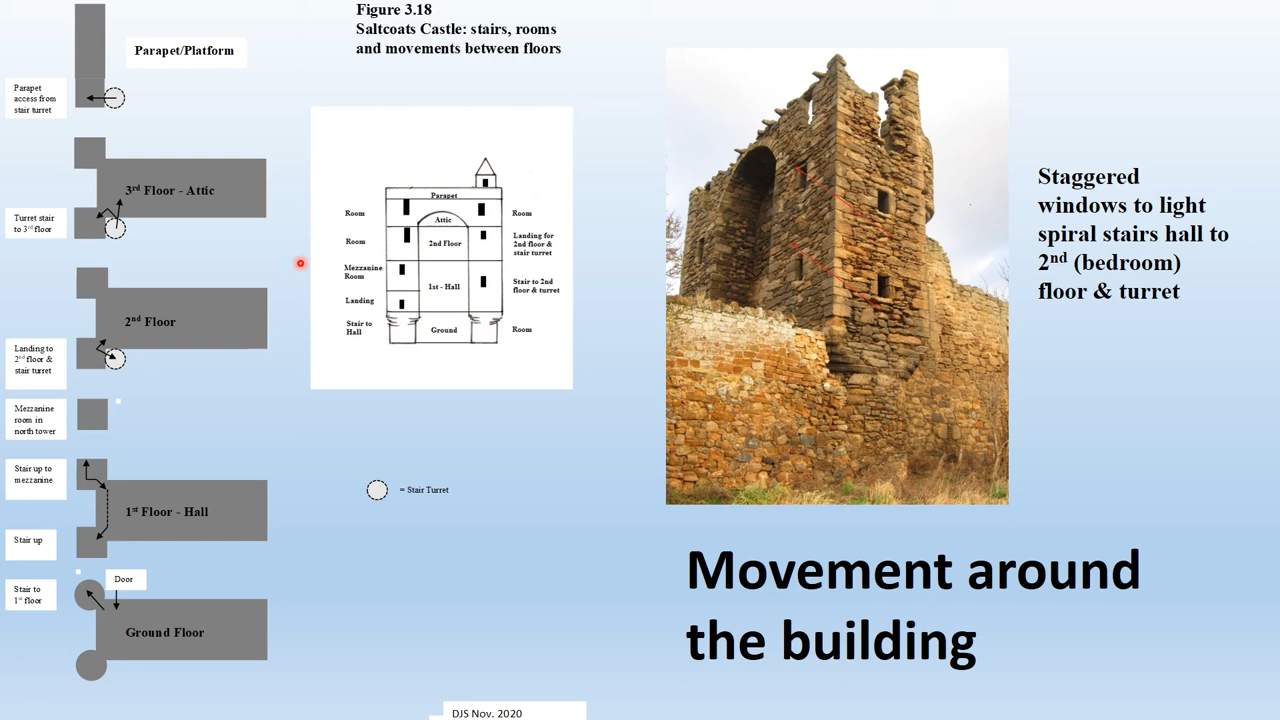 Figure 3.18
Saltcoats Castle: stairs, rooms
and movements between floors
Parapet/Platform
Parapet
access from
stair turret
3rd Floor - Attic
Turret stair
to 3rd floor
2nd Floor
Landing to
2nd floor &
stair turret
Mezzanine
room in
north tower
Stair up to
mezzanine
1st Floor - Hall
Stair up
Door
Stair to
1st floor
Ground Floor
Parapet
Room
Attic
Room
Room
2nd Floor
Landing for
2nd floor &
stair turret
Mezzanine
Room
1st - Hall
Stair to 2nd
floor & turret
Landing
Stair to
Hall
Ground
Room
= Stair Turret
Staggered
windows to light
spiral stairs hall to
2nd (bedroom)
floor & turret
Movement around
the building
DJS Nov. 2020